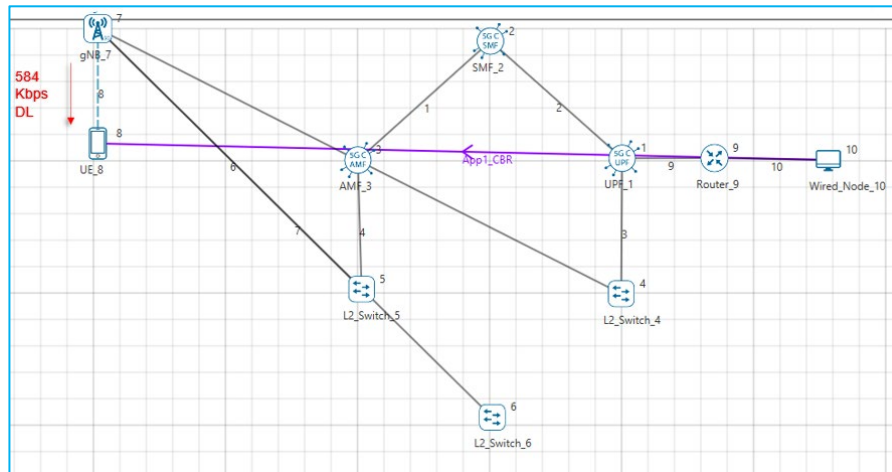 7
gNB_7
5G C
SMF
2
SMF_2
584
Kbps
DL
8
1
2
8
UE_8
5G C
AMF
3
AMF_3
App1_CBR
5G C
UPF
1
UPF_1
9
Router_9
10
10
Wired_Node_10
6
7
4
3
5
L2_Switch_5
4
L2_Switch_4
6
L2_Switch_6